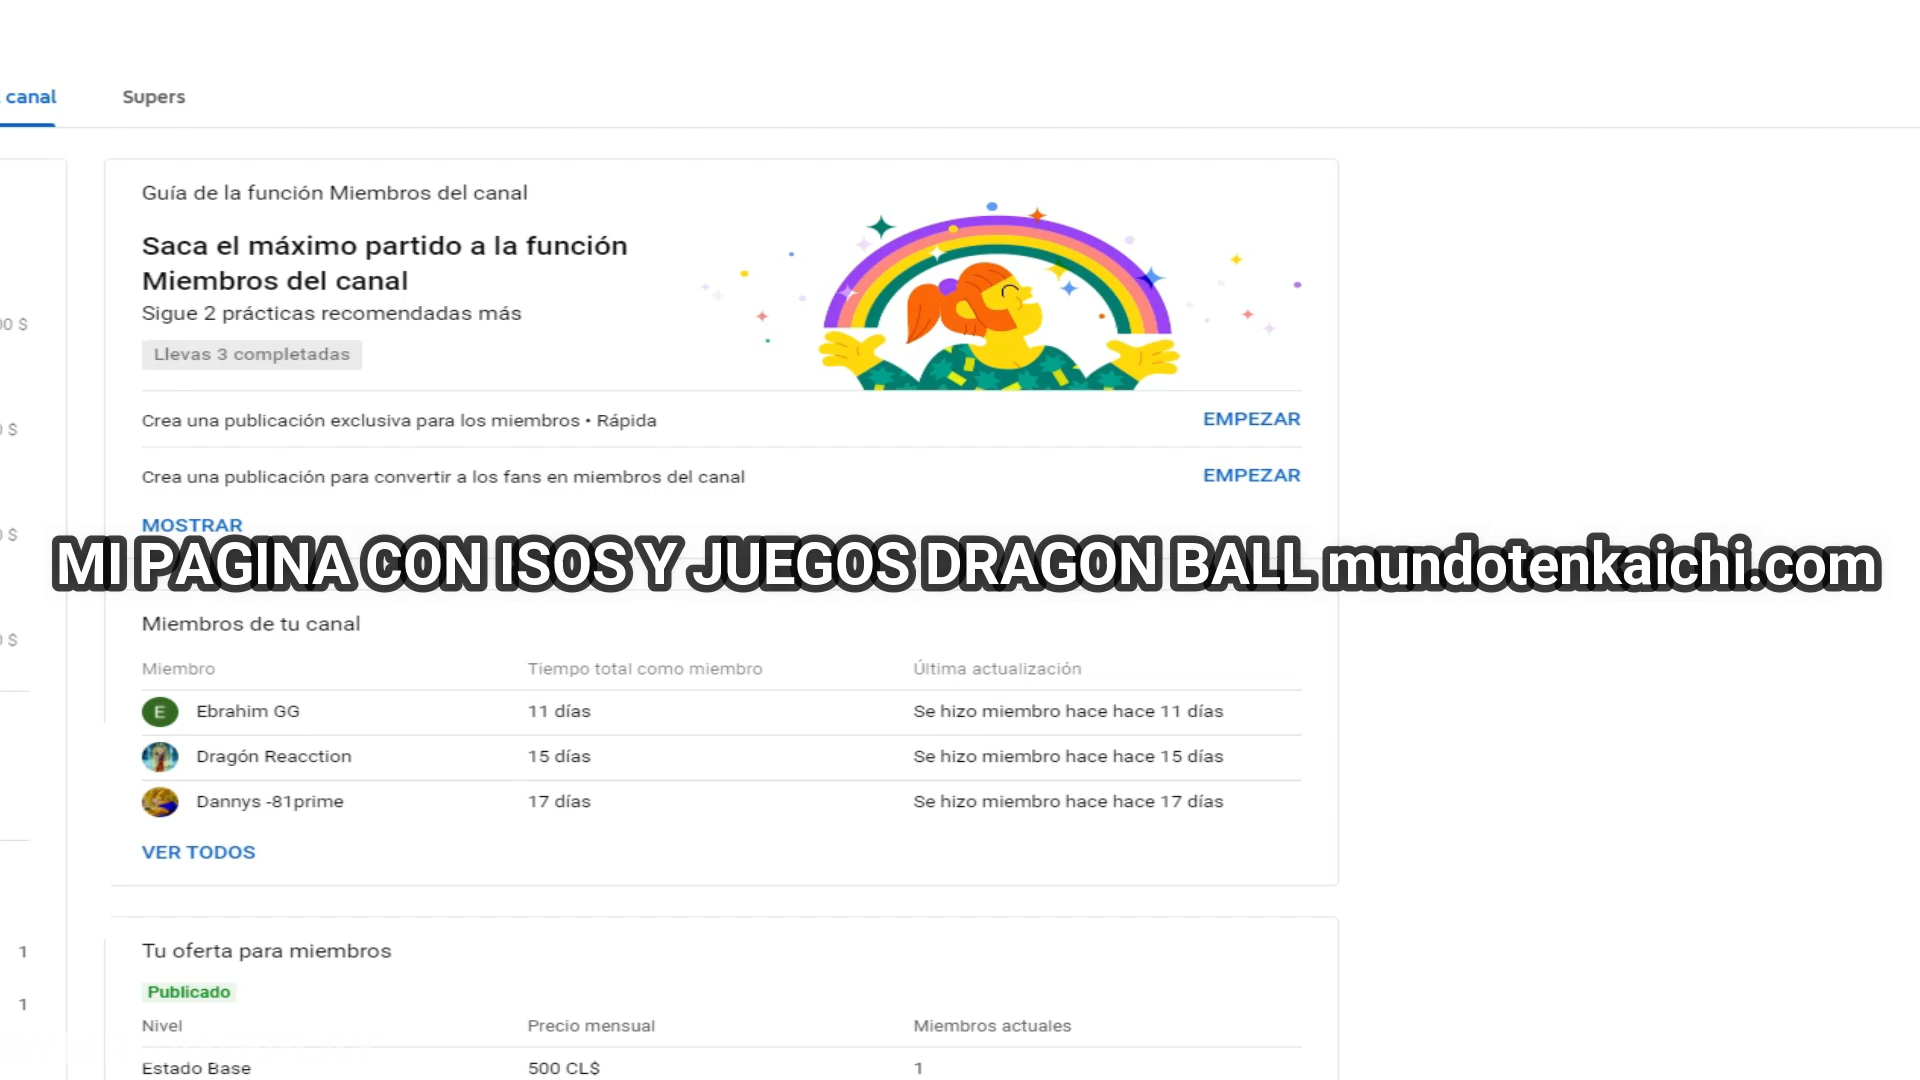 canal
Supers
Guía de la función Miembros del canal
Saca el máximo partido a la función
Miembros del canal
Sigue 2 prácticas recomendadas más
Llevas 3 completadas
00 $
Crea una publicación exclusiva para los miembros • Rápida
EMPEZAR
0 $
Crea una publicación para convertir a los fans en miembros del canal
EMPEZAR
MOSTRAR
0 $
MI PAGINA CON ISOS Y JUEGOS DRAGON BALL mundotenkaichi.com
Miembros de tu canal
0 $
Miembro Tiempo total como miembro Última actualización
E Ebrahim GG 11 días Se hizo miembro hace hace 11 días
Dragón Reacction 15 días Se hizo miembro hace hace 15 días
Dannys -81prime 17 días Se hizo miembro hace hace 17 días
VER TODOS
1
Tu oferta para miembros
Publicado
1
Nivel Precio mensual Miembros actuales
Estado Base 500 CL$ 1